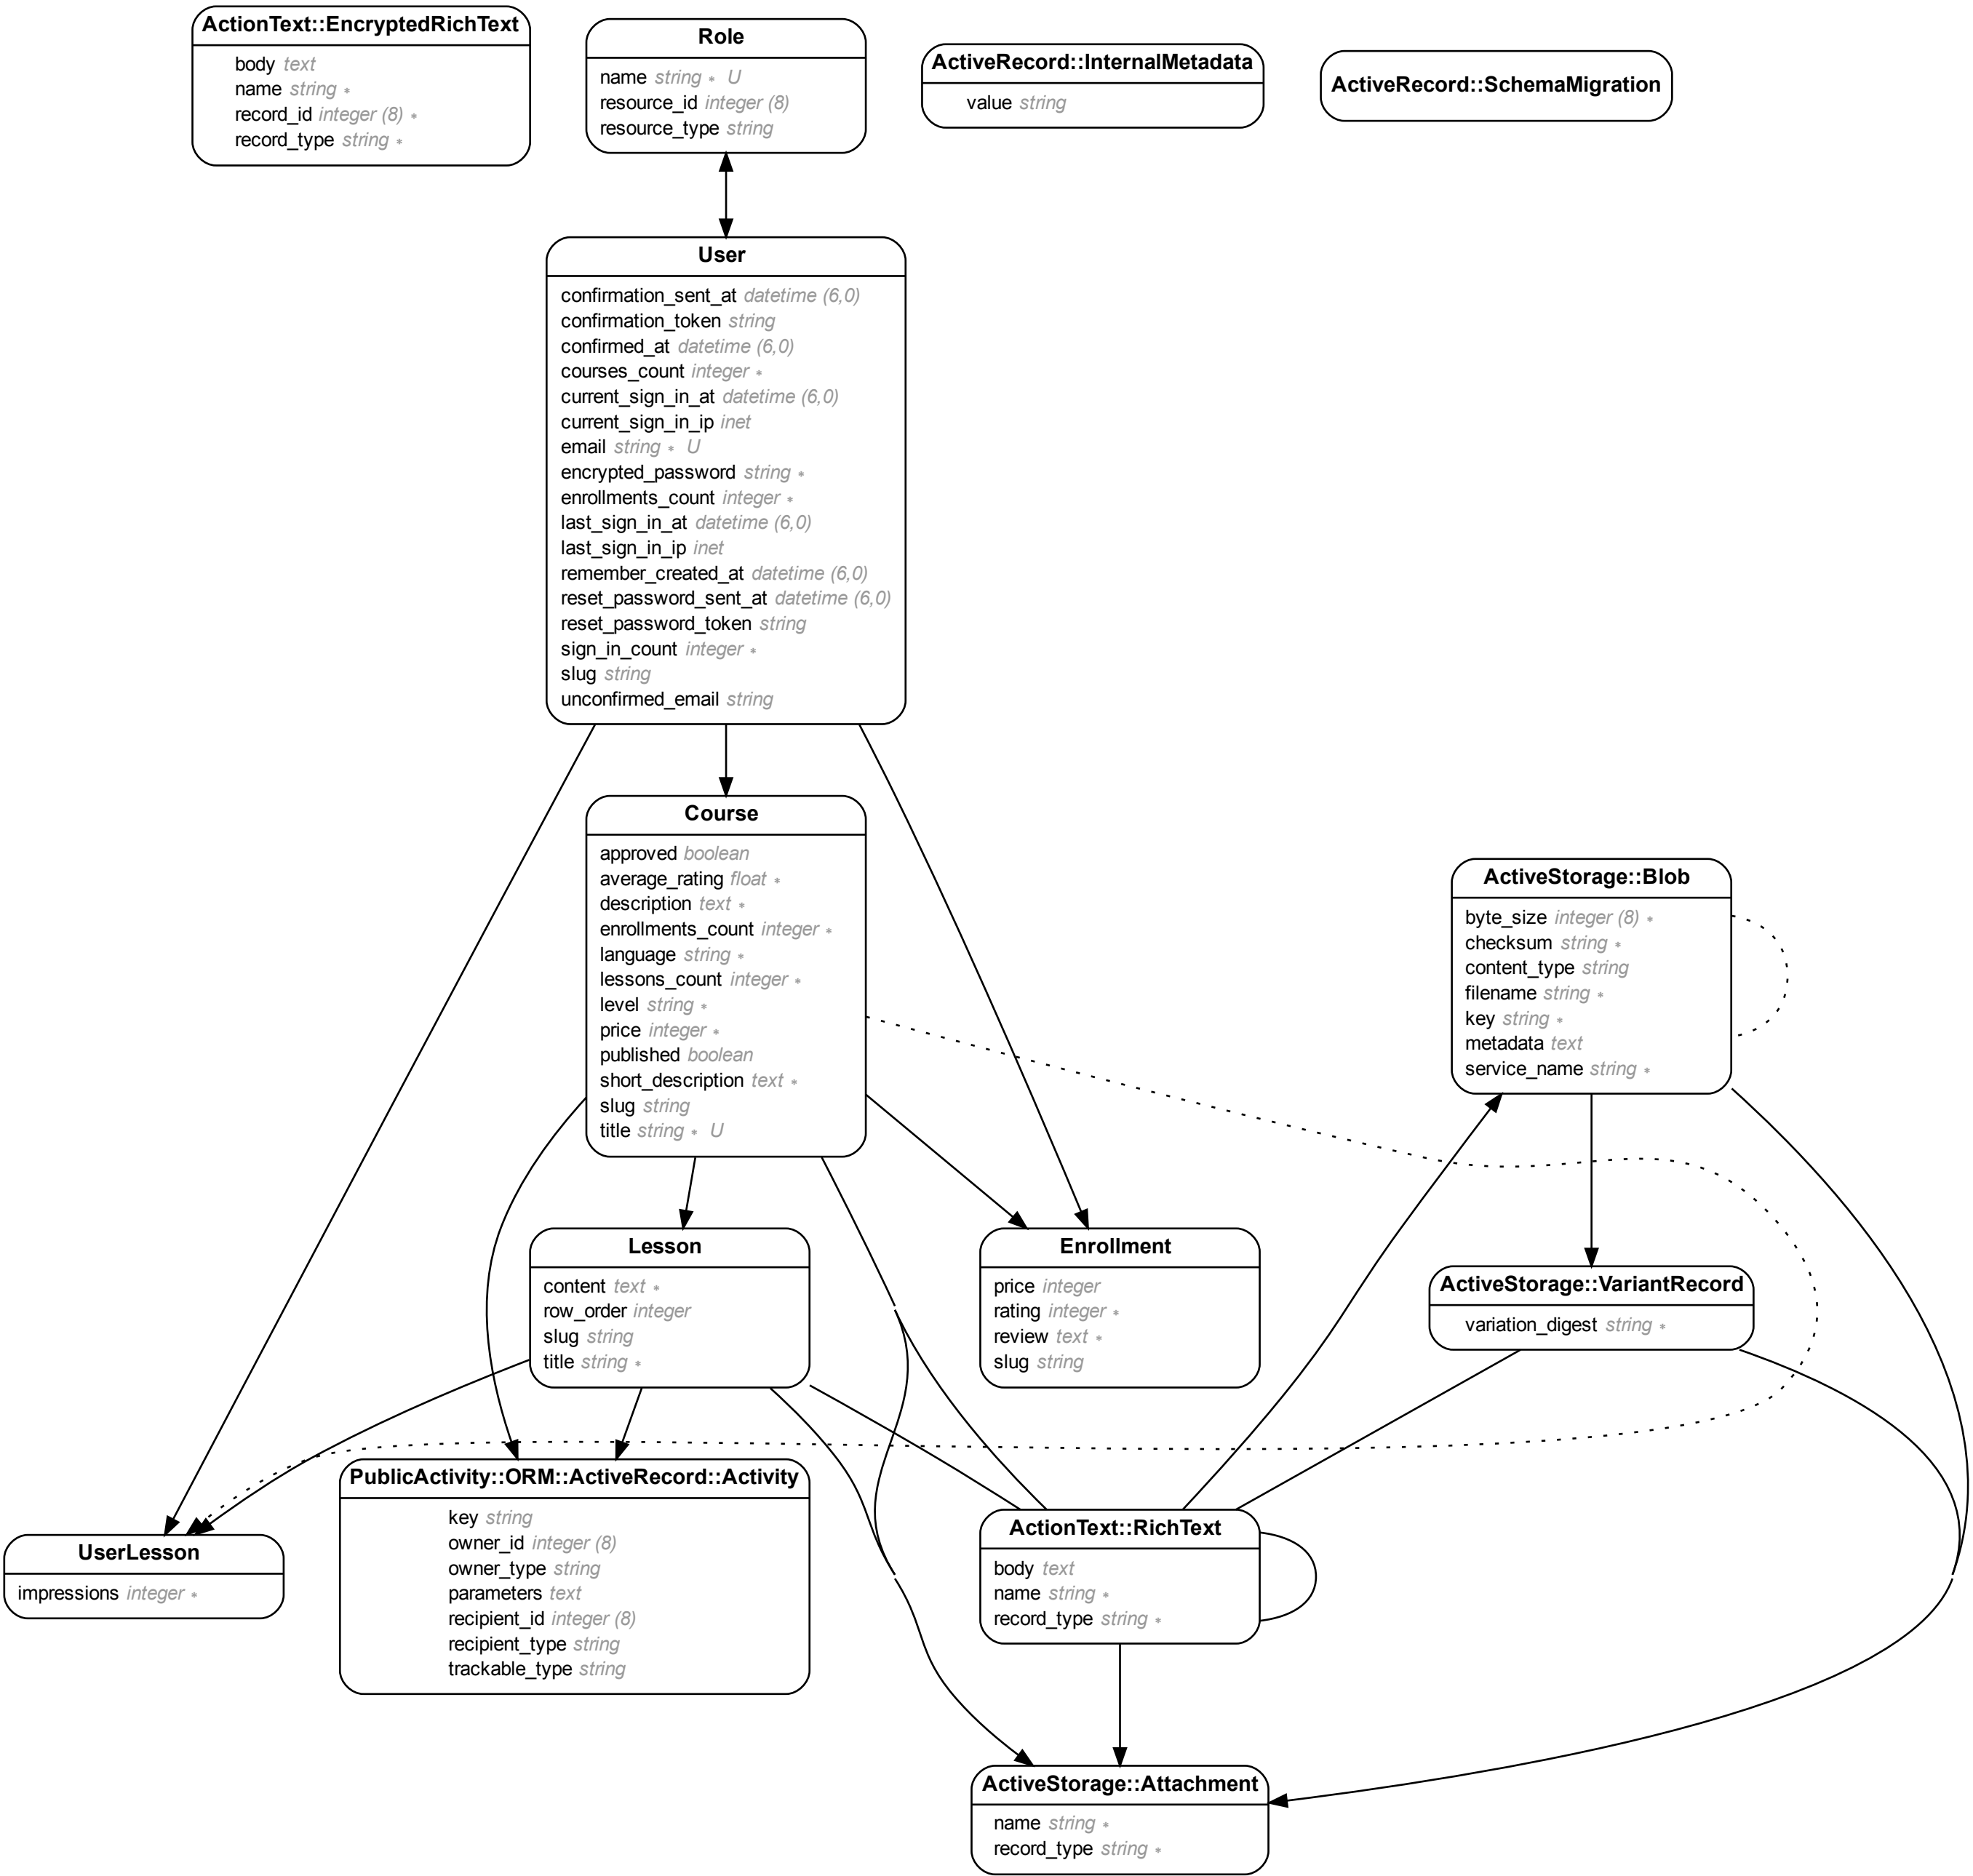 ActionText::EncryptedRichText
body text
name string *
record_id integer (8) *
record_type string *
Role
name string * U
resource_id integer (8)
resource_type string
ActiveRecord::InternalMetadata
value string
ActiveRecord::SchemaMigration
User
confirmation_sent_at datetime (6,0)
confirmation_token string
confirmed_at datetime (6,0)
courses_count integer *
current_sign_in_at datetime (6,0)
current_sign_in_ip inet
email string * U
encrypted_password string *
enrollments_count integer *
last_sign_in_at datetime (6,0)
last_sign_in_ip inet
remember_created_at datetime (6,0)
reset_password_sent_at datetime (6,0)
reset_password_token string
sign_in_count integer *
slug string
unconfirmed_email string
Course
approved boolean
average_rating float *
description text *
enrollments_count integer *
language string *
lessons_count integer *
level string *
price integer *
published boolean
short_description text *
slug string
title string * U
ActiveStorage::Blob
byte_size integer (8) *
checksum string *
content_type string
filename string *
key string *
metadata text
service_name string *
Lesson
content text *
row_order integer
slug string
title string *
Enrollment
price integer
rating integer *
review text *
slug string
ActiveStorage::VariantRecord
variation_digest string *
UserLesson
impressions integer *
PublicActivity::ORM::ActiveRecord::Activity
key string
owner_id integer (8)
owner_type string
parameters text
recipient_id integer (8)
recipient_type string
trackable_type string
ActionText::RichText
body text
name string *
record_type string *
ActiveStorage::Attachment
name string *
record_type string *